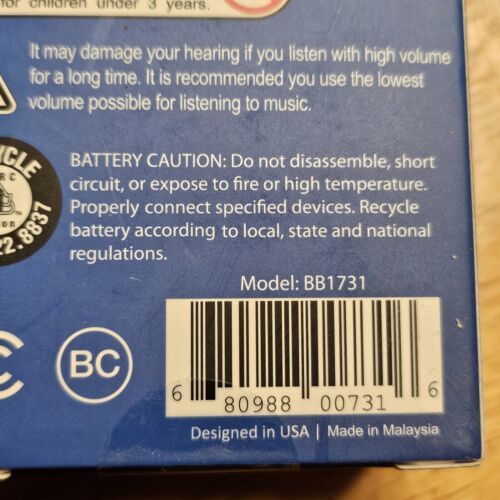 for children under 3 years.
It may damage your hearing if you listen with high volume
for a long time. It is recommended you use the lowest
volume possible for listening to music.
BATTERY CAUTION: Do not disassemble, short
circuit, or expose to fire or high temperature.
Properly connect specified devices. Recycle
battery according to local, state and national
regulations.
22.8837
Model: BB1731
BC
6 80988 00731 6
Designed in USA | Made in Malaysia